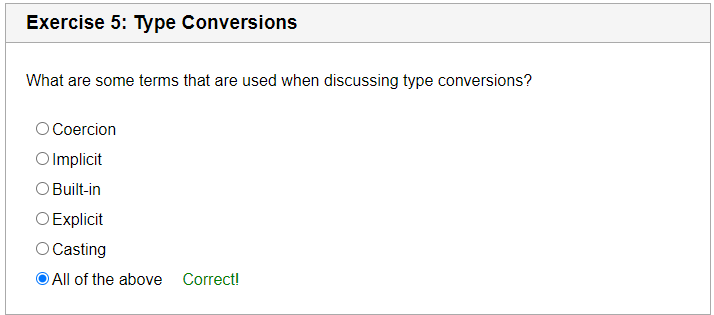 Exercise 5: Type Conversions
What are some terms that are used when discussing type conversions?
Coercion
Implicit
Built-in
Explicit
Casting
All of the above Correct!